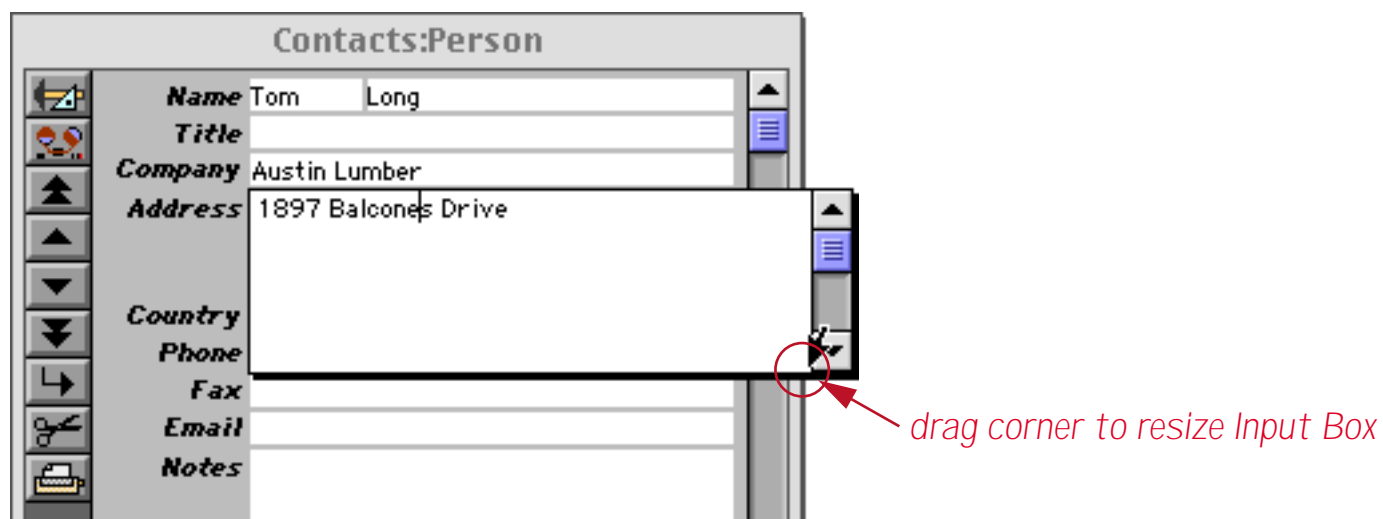 Contacts:Person
Name Tom Long
Title
Company Austin Lumber
Address 1897 Balcones Drive
Country
Phone
Fax
Email
drag corner to resize Input Box
Notes